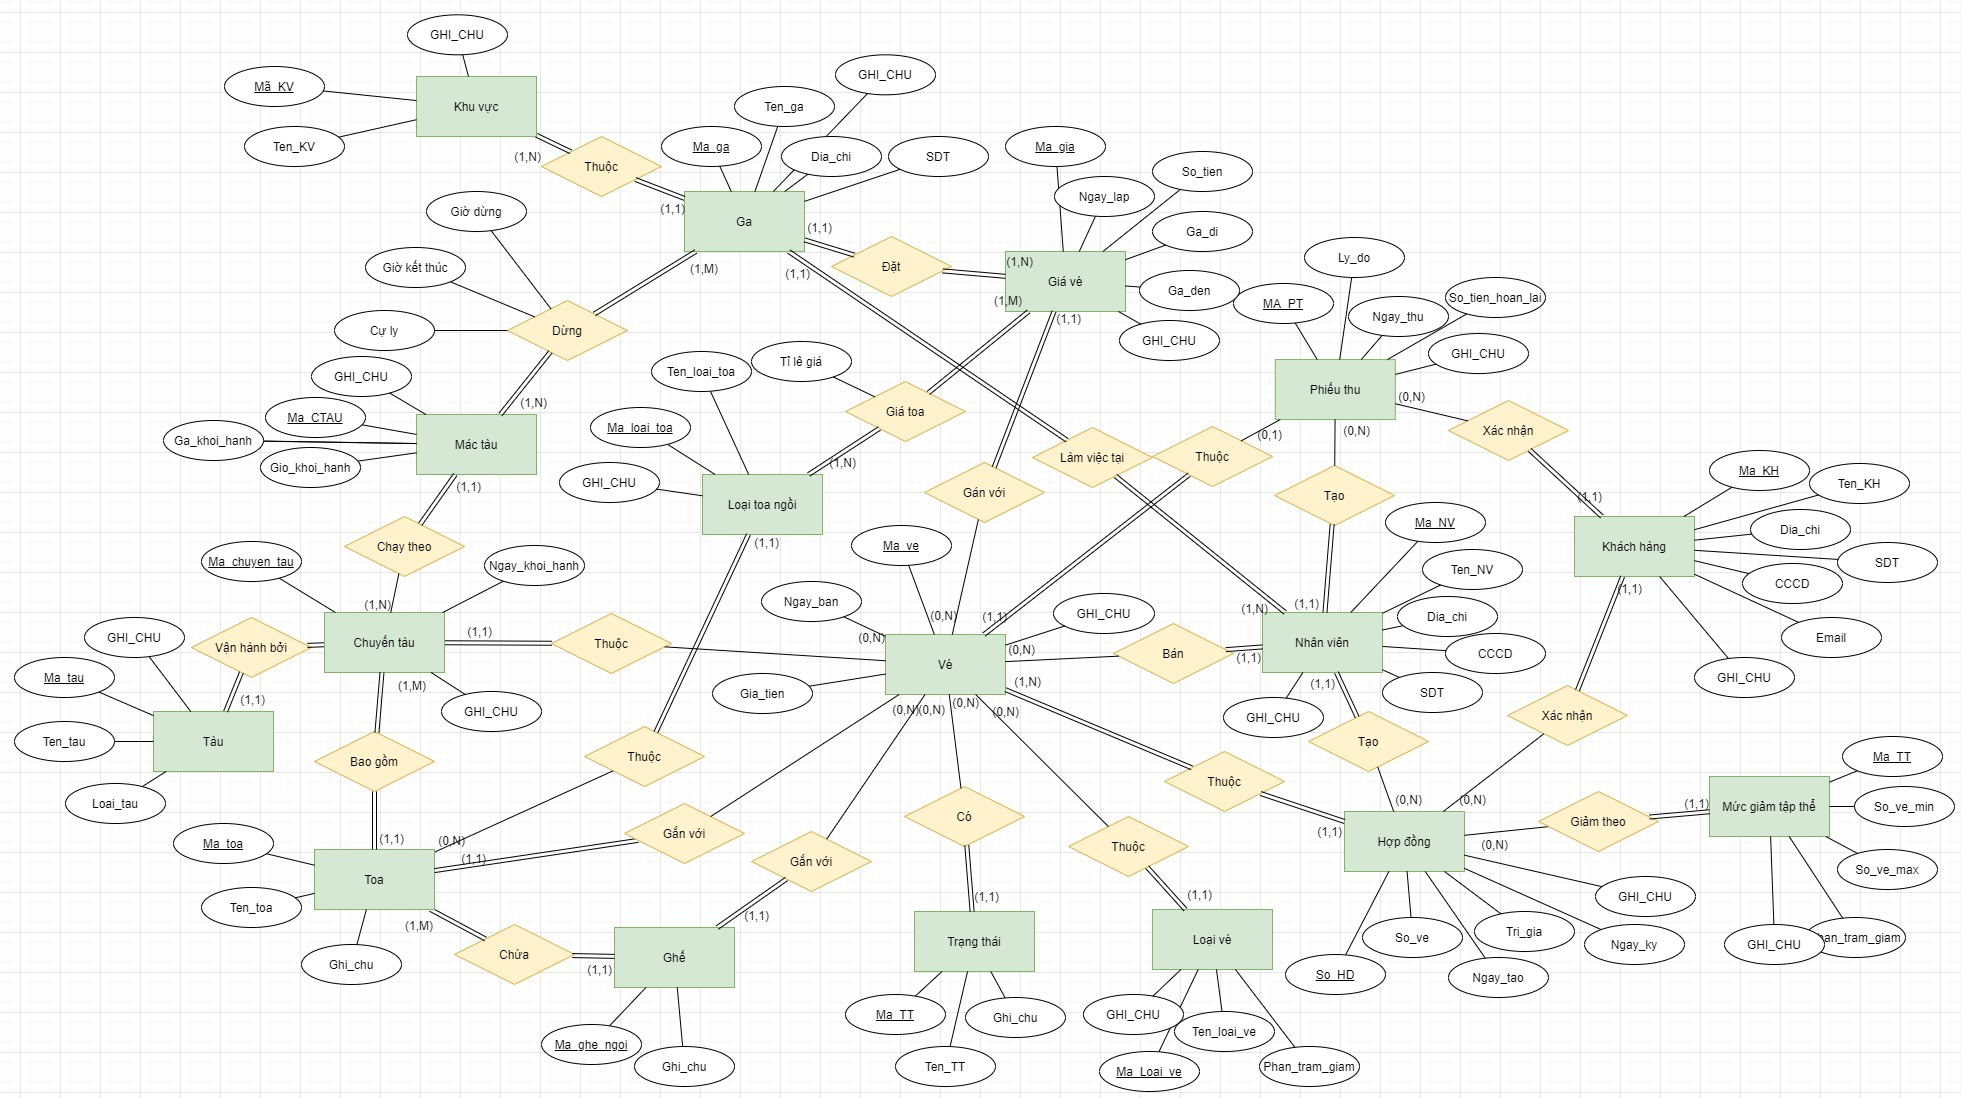 GHI_CHU
Mã_KV
Khu vực
Ten_KV
(1,N)
Thuộc
(1,1)
Ma_ga
Ten_ga
GHI_CHU
Dia_chi
SDT
Ga
(1,1)
(1,M)
(1,1)
Đặt
(1,N)
Ma_gia
Ngay_lap
So_tien
Ga_di
Ga_den
GHI_CHU
Giá vé
(1,M)
(1,1)
Giờ dừng
Giờ kết thúc
Cự ly
Dừng
(1,N)
GHI_CHU
Ma_CTAU
Ga_khoi_hanh
Gio_khoi_hanh
Mác tàu
(1,1)
Chạy theo
(1,N)
Ten_loai_toa
Tỉ lệ giá
Giá toa
(1,N)
Ma_loai_toa
GHI_CHU
Loại toa ngồi
(1,1)
Gán với
Làm việc tại
Thuộc
(0,1)
Ly_do
MA_PT
Ngay_thu
So_tien_hoan_lai
GHI_CHU
Phiếu thu
(0,N)
(0,N)
Xác nhận
(1,1)
Tạo
(1,1)
(1,N)
Ma_KH
Ten_KH
Dia_chi
SDT
CCCD
Email
GHI_CHU
Khách hàng
(1,1)
Ma_NV
Ten_NV
Dia_chi
CCCD
SDT
GHI_CHU
Nhân viên
(1,1)
(1,1)
Bán
(0,N)
Ma_chuyen_tau
Ngay_khoi_hanh
GHI_CHU
Chuyến tàu
(1,1)
(1,M)
Thuộc
(0,N)
Vận hành bởi
(1,1)
GHI_CHU
Ma_tau
Ten_tau
Loai_tau
Tàu
Ma_ve
Ngay_ban
GHI_CHU
Gia_tien
Vé
(0,N)
(1,1)
(1,N)
(0,N)
(0,N)
(0,N)
(0,N)
Bao gồm
(1,1)
Thuộc
(0,N)
Gắn với
(1,1)
Gắn với
(1,1)
Có
(1,1)
Thuộc
(1,1)
Thuộc
(1,1)
Tạo
(0,N)
Xác nhận
(0,N)
Giảm theo
(0,N)
(1,1)
Ma_toa
Ten_toa
Ghi_chu
Toa
(1,M)
Chứa
(1,1)
Ghế
Ma_ghe_ngoi
Ghi_chu
Trạng thái
Ma_TT
Ten_TT
Ghi_chu
Loại vé
GHI_CHU
Ten_loai_ve
Ma_Loai_ve
Phan_tram_giam
Hợp đồng
So_HD
So_ve
Ngay_tao
Tri_gia
Ngay_ky
GHI_CHU
Mức giảm tập thể
Ma_TT
So_ve_min
So_ve_max
GHI_CHU